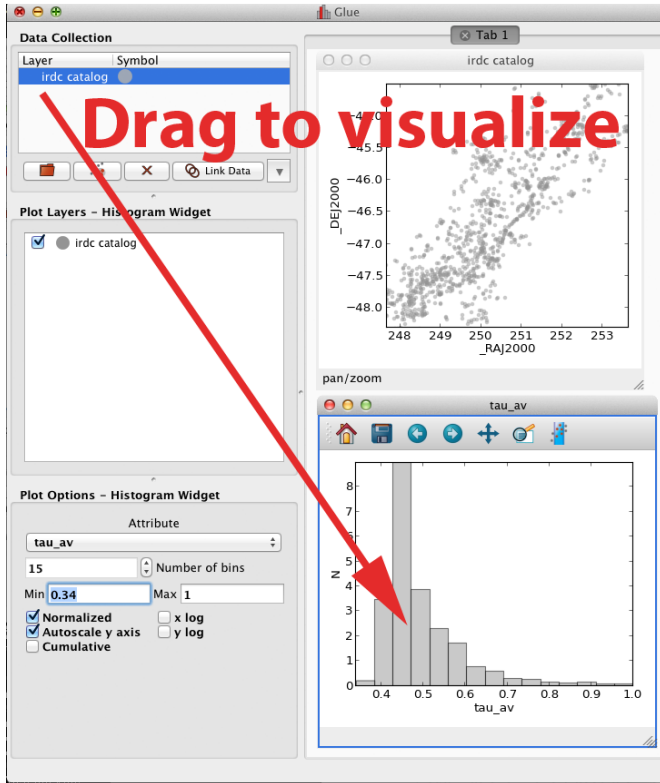 Glue
Data Collection
Layer Symbol
irdc catalog
Link Data
Drag to visualize
Plot Layers - Histogram Widget
irdc catalog
Plot Options - Histogram Widget
Attribute
tau_av
15 Number of bins
Min 0.34 Max 1
Normalized x log
Autoscale y axis y log
Cumulative
Tab 1
irdc catalog
−46.0
−46.5
−47.0
−47.5
−48.0
_DEJ2000
248 249 250 251 252 253
_RAJ2000
pan/zoom
tau_av
8
7
6
5
4
3
2
1
0
N
0.4 0.5 0.6 0.7 0.8 0.9 1.0
tau_av